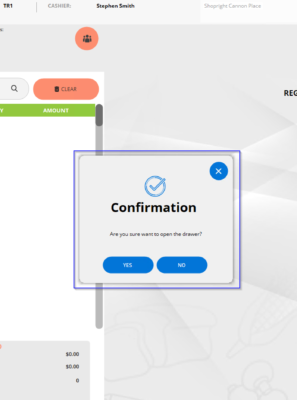 TR1 CASHIER: Stephen Smith Shopright Cannon Place
CLEAR
REG
Y AMOUNT
Confirmation
Are you sure want to open the drawer?
YES NO
$0.00
$0.00
0